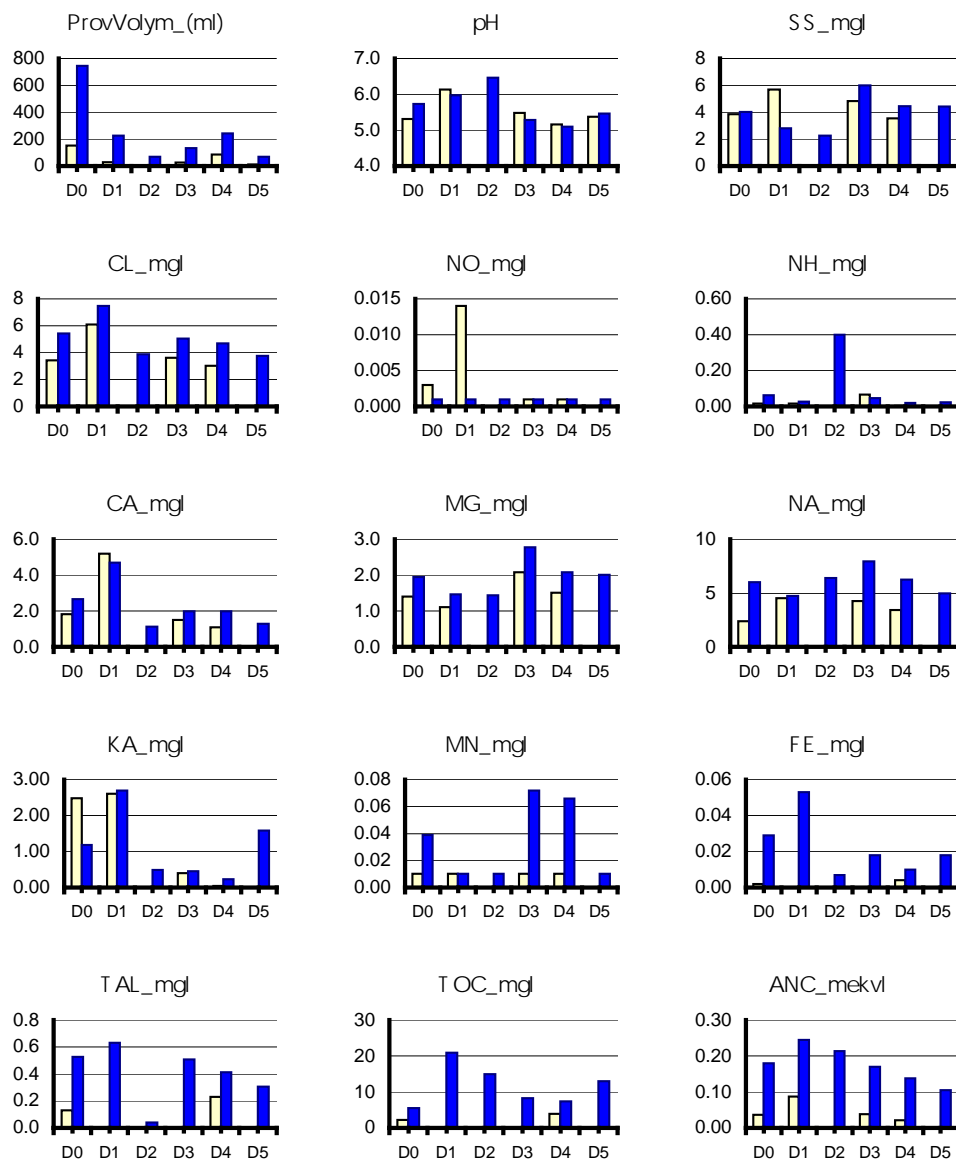 ProvVolym_(ml)
800
600
400
200
0
D0 D1 D2 D3 D4 D5
pH
7.0
6.0
5.0
4.0
D0 D1 D2 D3 D4 D5
SS_mgl
8
6
4
2
0
D0 D1 D2 D3 D4 D5
CL_mgl
8
6
4
2
0
D0 D1 D2 D3 D4 D5
NO_mgl
0.015
0.010
0.005
0.000
D0 D1 D2 D3 D4 D5
NH_mgl
0.60
0.40
0.20
0.00
D0 D1 D2 D3 D4 D5
CA_mgl
6.0
4.0
2.0
0.0
D0 D1 D2 D3 D4 D5
MG_mgl
3.0
2.0
1.0
0.0
D0 D1 D2 D3 D4 D5
NA_mgl
10
5
0
D0 D1 D2 D3 D4 D5
KA_mgl
3.00
2.00
1.00
0.00
D0 D1 D2 D3 D4 D5
MN_mgl
0.08
0.06
0.04
0.02
0.00
D0 D1 D2 D3 D4 D5
FE_mgl
0.06
0.04
0.02
0.00
D0 D1 D2 D3 D4 D5
TAL_mgl
0.8
0.6
0.4
0.2
0.0
D0 D1 D2 D3 D4 D5
TOC_mgl
30
20
10
0
D0 D1 D2 D3 D4 D5
ANC_mekvl
0.30
0.20
0.10
0.00
D0 D1 D2 D3 D4 D5